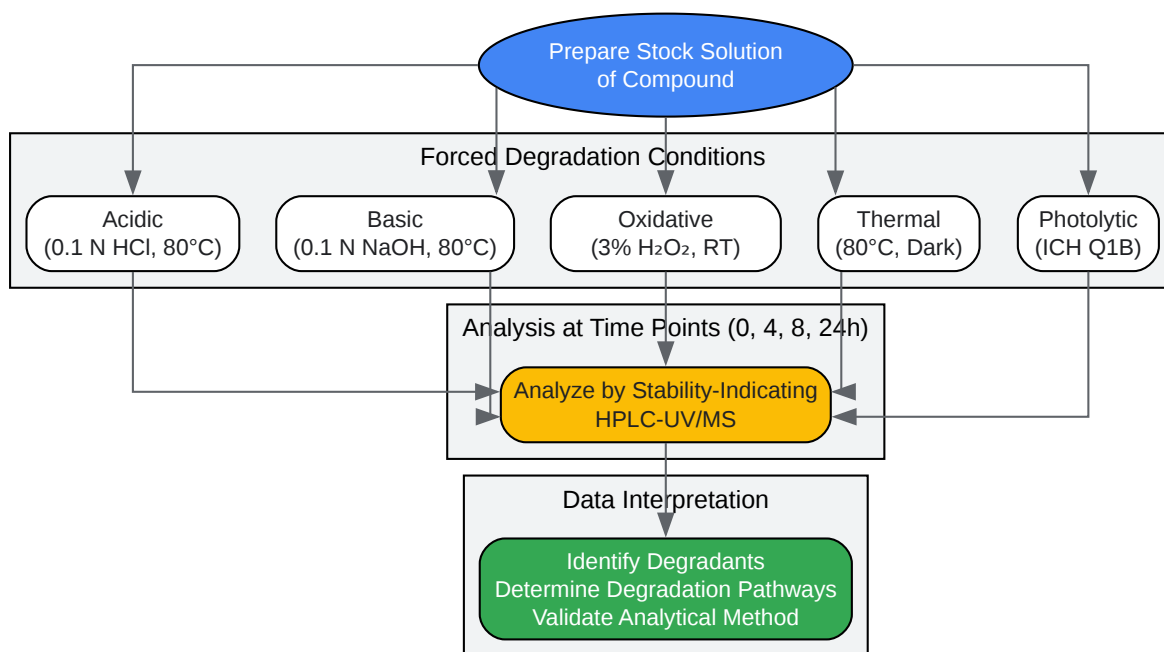 Prepare Stock Solution
of Compound
Forced Degradation Conditions
Acidic
(0.1 N HCl, 80°C)
Basic
(0.1 N NaOH, 80°C)
Oxidative
(3% H₂O₂, RT)
Thermal
(80°C, Dark)
Photolytic
(ICH Q1B)
Analysis at Time Points (0, 4, 8, 24h)
Analyze by Stability-Indicating
HPLC-UV/MS
Data Interpretation
Identify Degradants
Determine Degradation Pathways
Validate Analytical Method